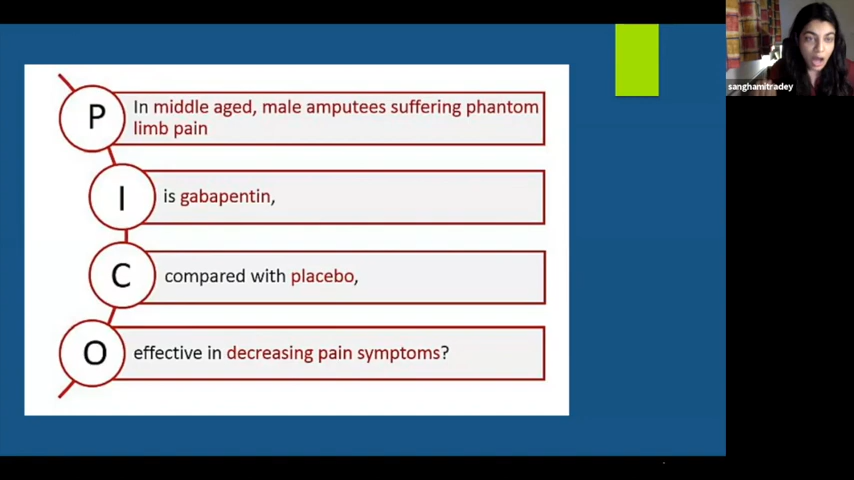 P
In middle aged, male amputees suffering phantom
limb pain
I
is gabapentin,
C
compared with placebo,
O
effective in decreasing pain symptoms?
sanghamitradey